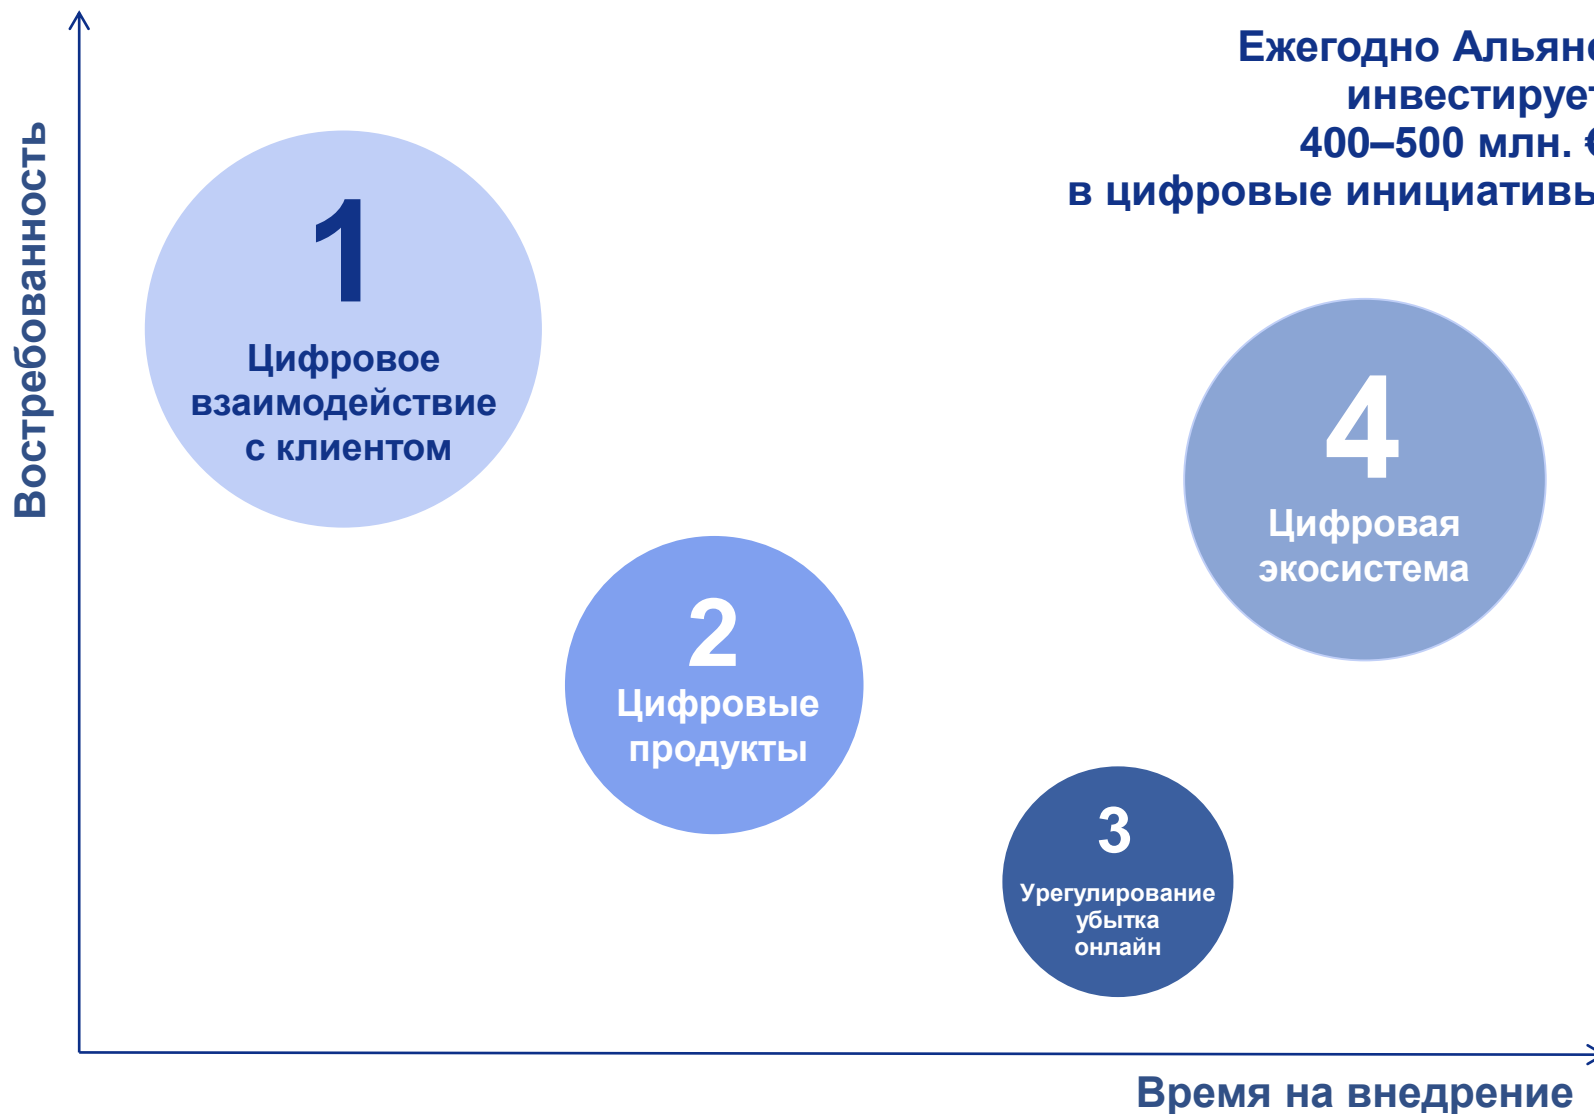 Ежегодно Альянс
инвестирует
400–500 млн. €
в цифровые инициативы
Востребованность
1
Цифровое
взаимодействие
с клиентом
4
Цифровая
экосистема
2
Цифровые
продукты
3
Урегулирование
убытка
онлайн
Время на внедрение